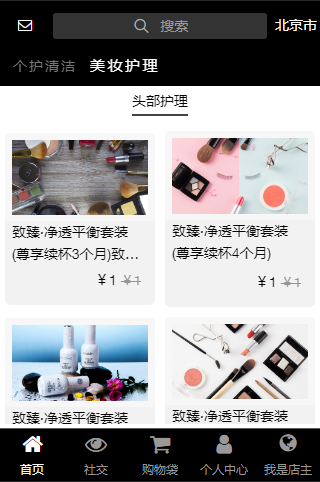 搜索
北京市
个护清洁 美妆护理
头部护理
致臻·净透平衡套装
(尊享续杯3个月)致...
¥1 ¥1
致臻·净透平衡套装
(尊享续杯4个月)
¥1 ¥1
致臻·净透平衡套装
致臻·净透平衡套装
首页 社交 购物袋 个人中心 我是店主